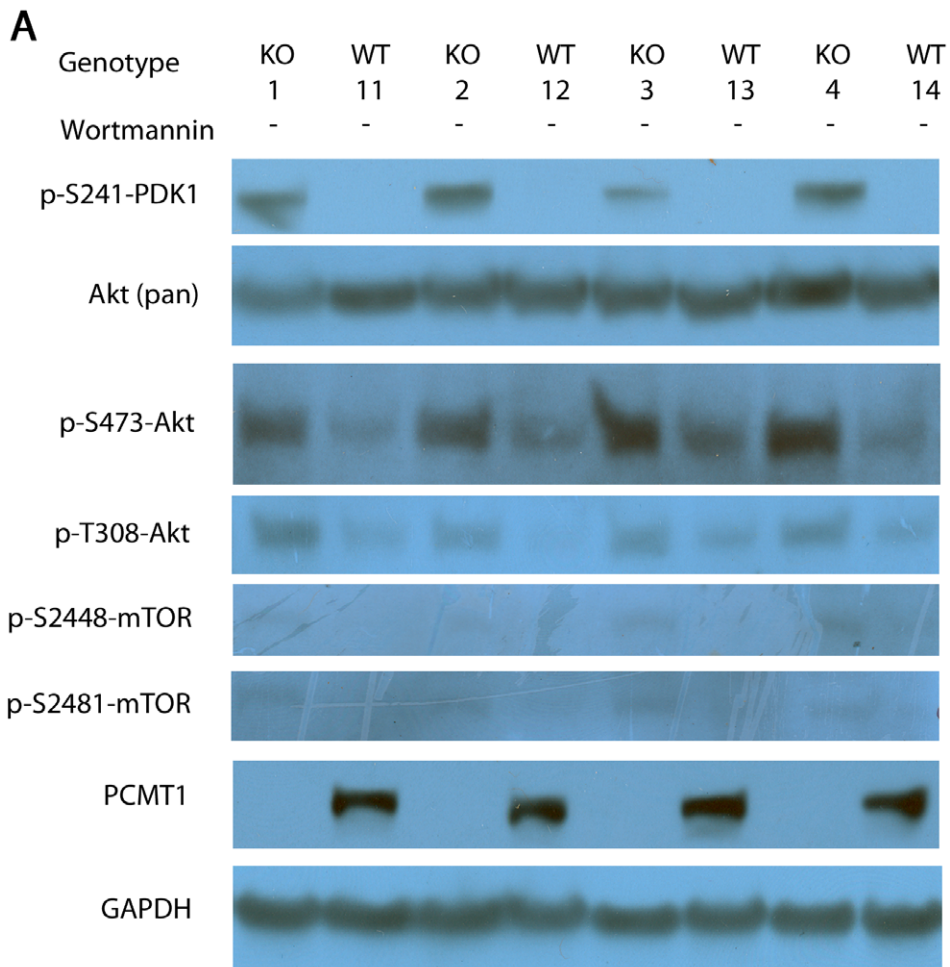 A
Genotype KO WT KO WT KO WT KO WT
1 11 2 12 3 13 4 14
Wortmannin - - - - - - - -
p-S241-PDK1
Akt (pan)
p-S473-Akt
p-T308-Akt
p-S2448-mTOR
p-S2481-mTOR
PCMT1
GAPDH